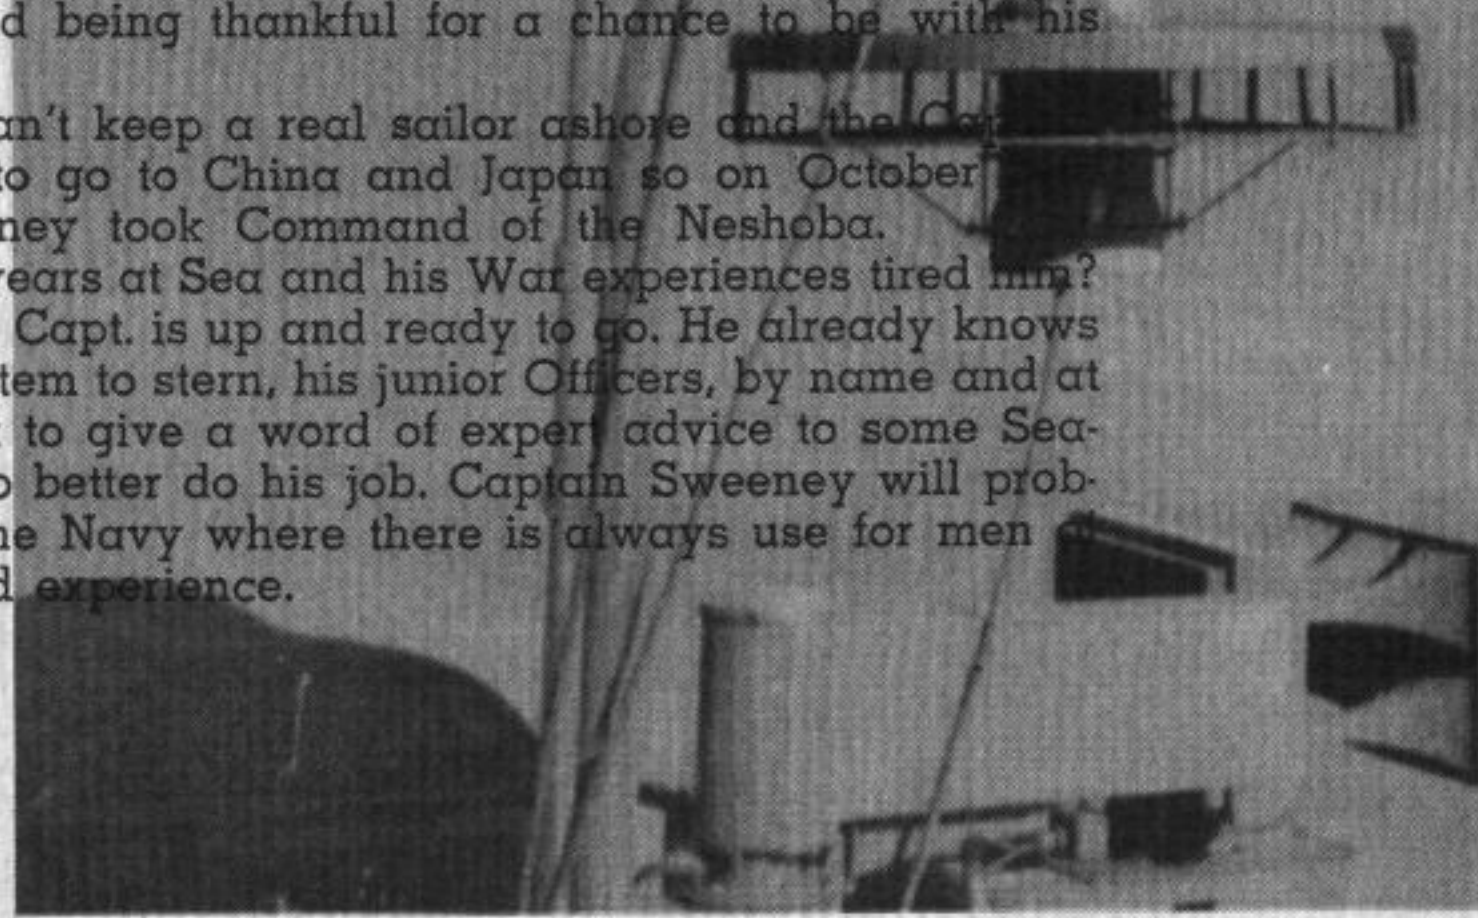 being thankful for a chance to be with his
an't keep a real sailor ashore and the
to go to China and Japan so on October
ney took Command of the Neshoba.
years at Sea and his War experiences tired him?
Capt. is up and ready to go. He already knows
tem to stern, his junior Officers, by name and at
to give a word of expert advice to some Sea-
better do his job. Captain Sweeney will prob-
Navy where there is always use for men
experience.